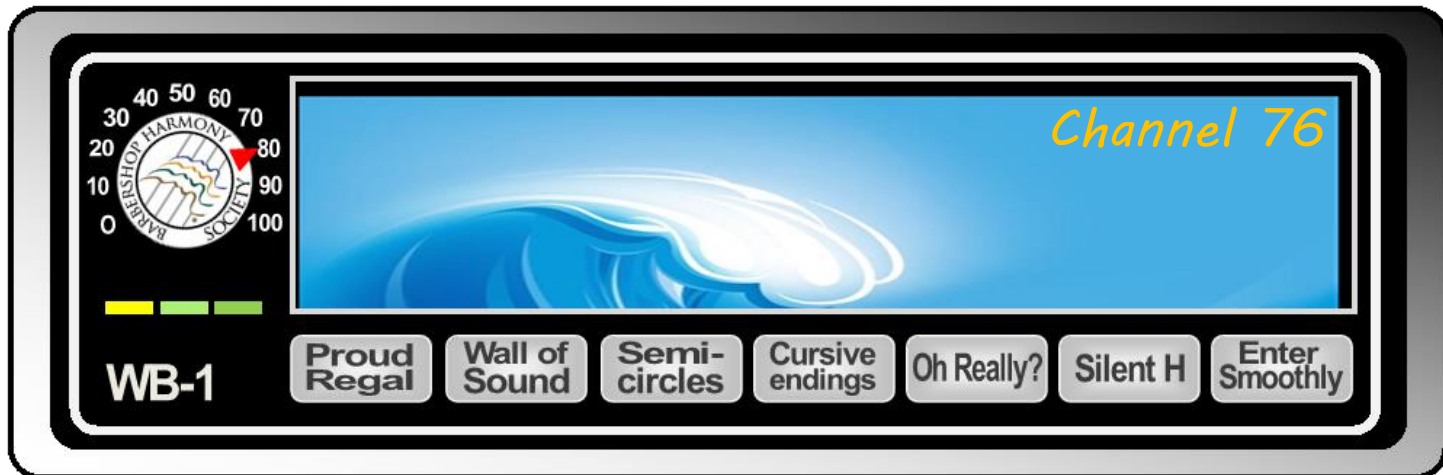 Channel 76
0
10
20
30
40
50
60
70
80
90
100
BARBERSHOP HARMONY SOCIETY
WB-1
Proud
Regal
Wall of
Sound
Semi-
circles
Cursive
endings
Oh Really?
Silent H
Enter
Smoothly